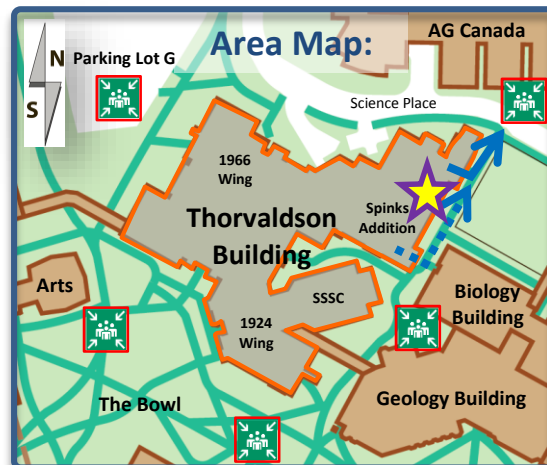 Area Map:
AG Canada
N
S
Parking Lot G
Science Place
1966
Wing
Thorvaldson
Building
Spinks
Addition
Arts
SSSC
Biology
Building
1924
Wing
The Bowl
Geology Building